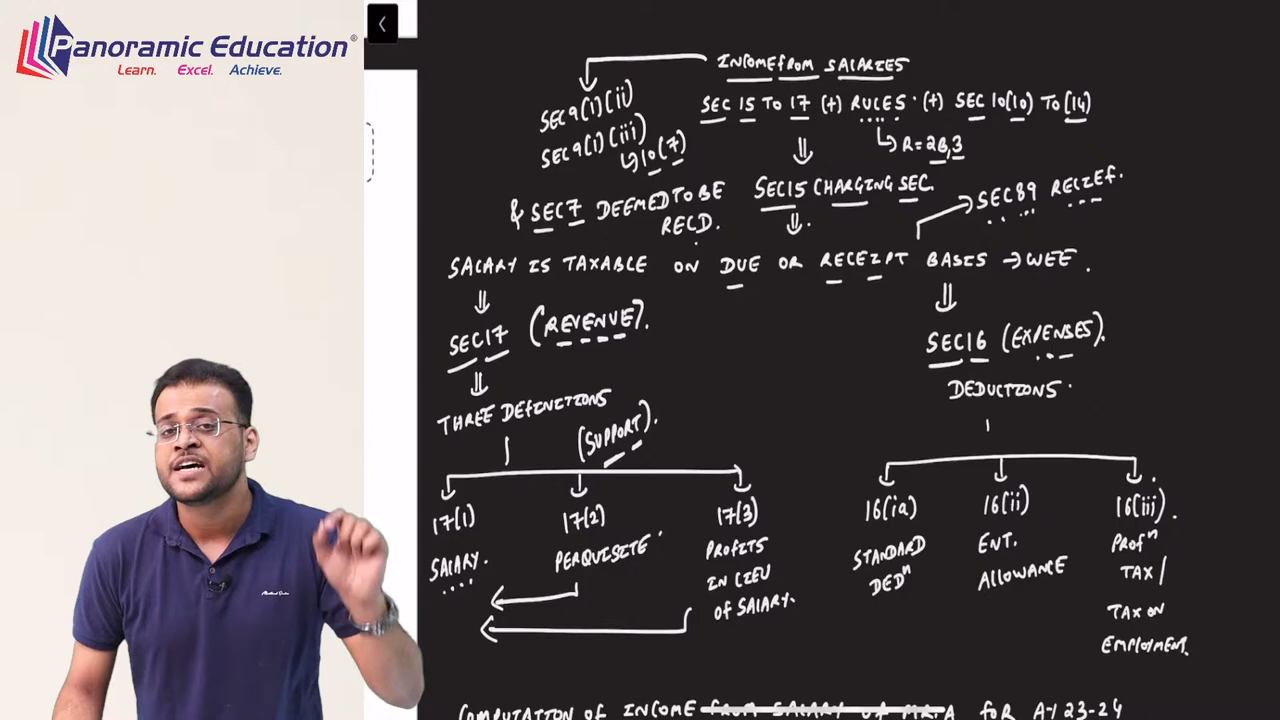 Panoramic Education®
Learn. Excel. Achieve.
INCOME FROM SALARIES
SEC 9(1)(ii)
SEC 9(1)(iii)
↳ 10(7)
SEC 15 TO 17 (+) RULES (+) SEC 10(10) TO (14)
↳ R = 2B, 3
& SEC 7 DEEMED TO BE RECD.
SEC 15 CHARGING SEC.
SEC 89 RELIEF.
SALARY IS TAXABLE ON DUE OR RECEIPT BASIS → WEE.
SEC 17 (REVENUE).
SEC 16 (EXPENSES).
THREE DEFINITIONS
(SUPPORT).
DEDUCTIONS.
17(1)
SALARY.
17(2)
PERQUISITE
17(3)
PROFITS
IN LIEU
OF SALARY.
16(ia)
STANDARD
DEDⁿ
16(ii)
ENT.
ALLOWANCE
16(iii).
PROFⁿ
TAX /
TAX ON
EMPLOYMENT.
COMPUTATION OF INCOME FROM SALARY OF MR. A FOR AY 23-24